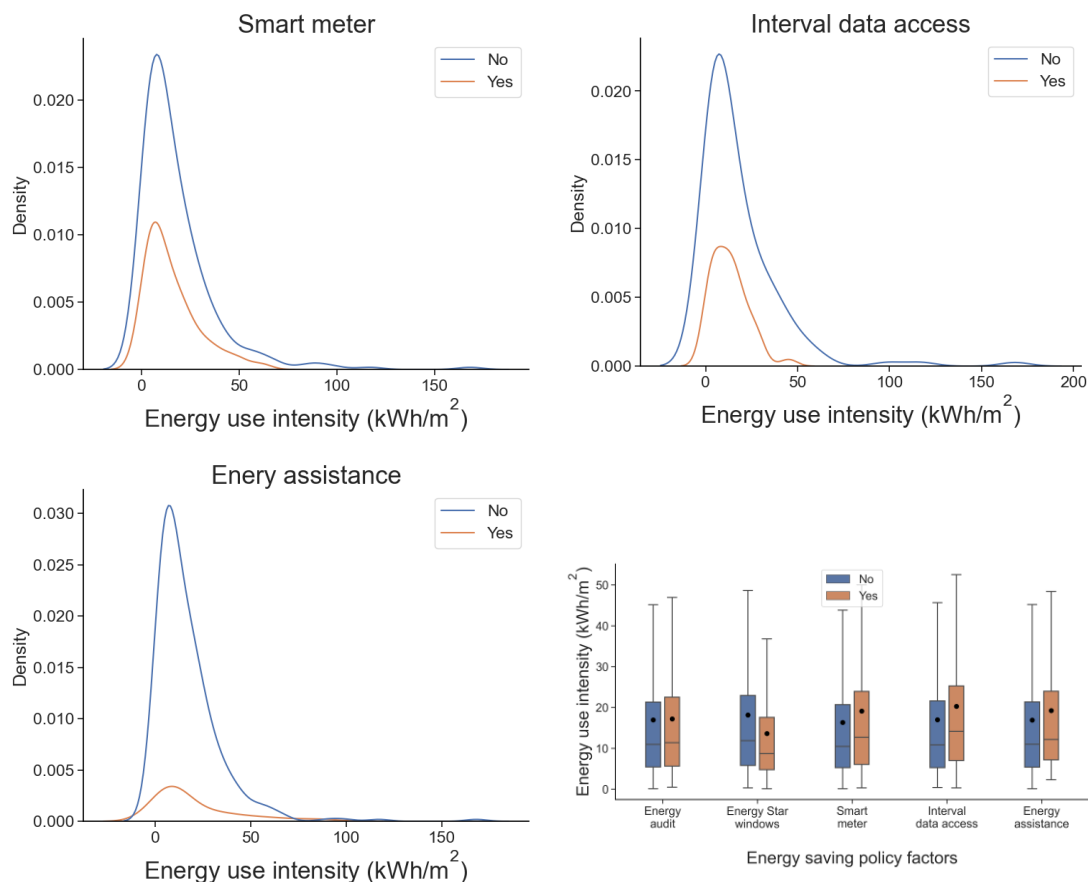 Smart meter
No
Yes
0.020
0.015
0.010
0.005
0.000
Density
0 50 100 150
Energy use intensity (kWh/m²)
Interval data access
No
Yes
0.025
0.020
0.015
0.010
0.005
0.000
Density
0 50 100 150 200
Energy use intensity (kWh/m²)
Enery assistance
No
Yes
0.030
0.025
0.020
0.015
0.010
0.005
0.000
Density
0 50 100 150
Energy use intensity (kWh/m²)
No
Yes
50
40
30
20
10
0
Energy use intensity (kWh/m²)
Energy audit
Energy Star windows
Smart meter
Interval data access
Energy assistance
Energy saving policy factors